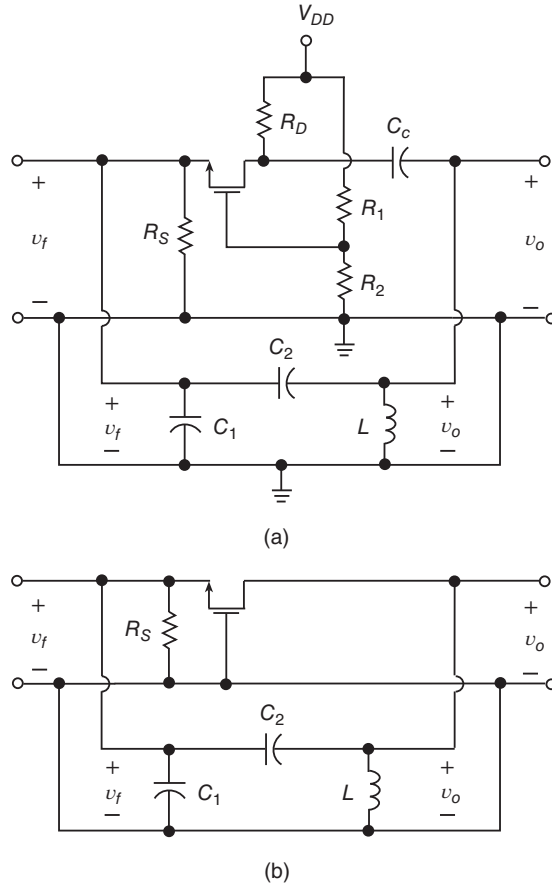 V_DD
R_D
C_c
+
+
R_1
v_f
R_S
v_o
R_2
−
−
C_2
+
+
v_f
C_1
L
v_o
−
−
(a)
+
+
v_f
R_S
v_o
−
−
C_2
+
+
v_f
C_1
L
v_o
−
−
(b)